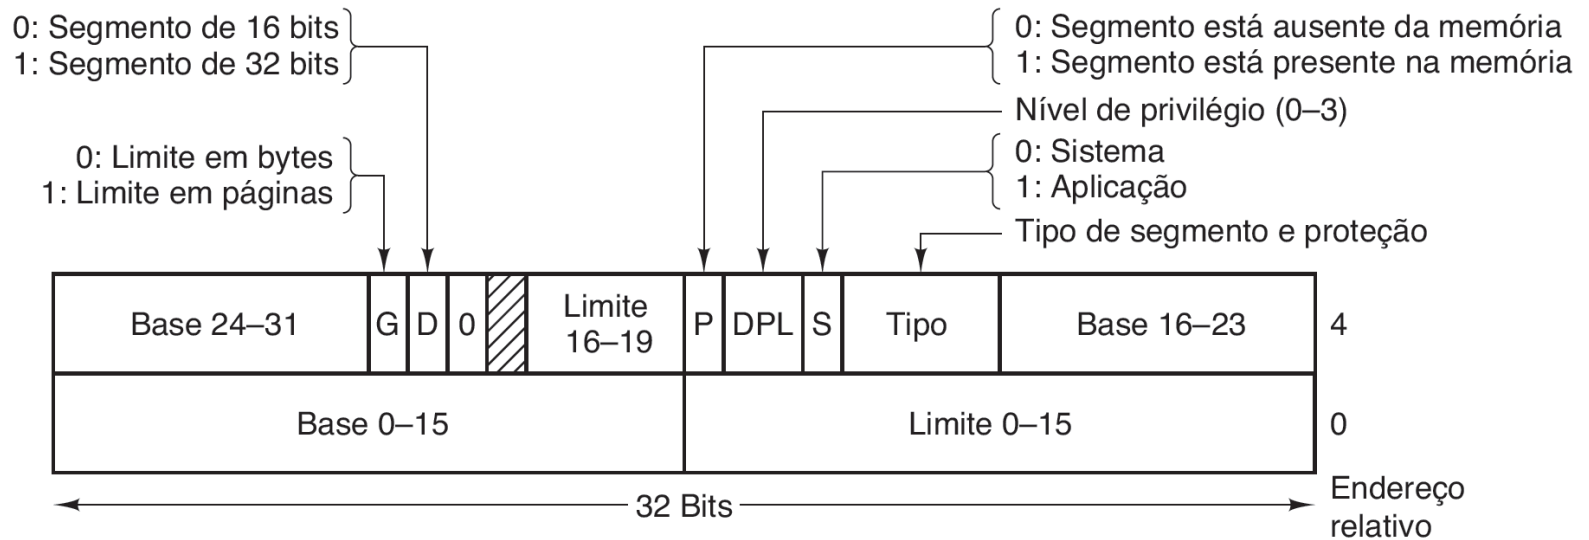 0: Segmento de 16 bits
1: Segmento de 32 bits
0: Segmento está ausente da memória
1: Segmento está presente na memória
Nível de privilégio (0–3)
0: Limite em bytes
1: Limite em páginas
0: Sistema
1: Aplicação
Tipo de segmento e proteção
Base 24–31
G
D
0
Limite
16–19
P
DPL
S
Tipo
Base 16–23
4
Base 0–15
Limite 0–15
0
32 Bits
Endereço
relativo